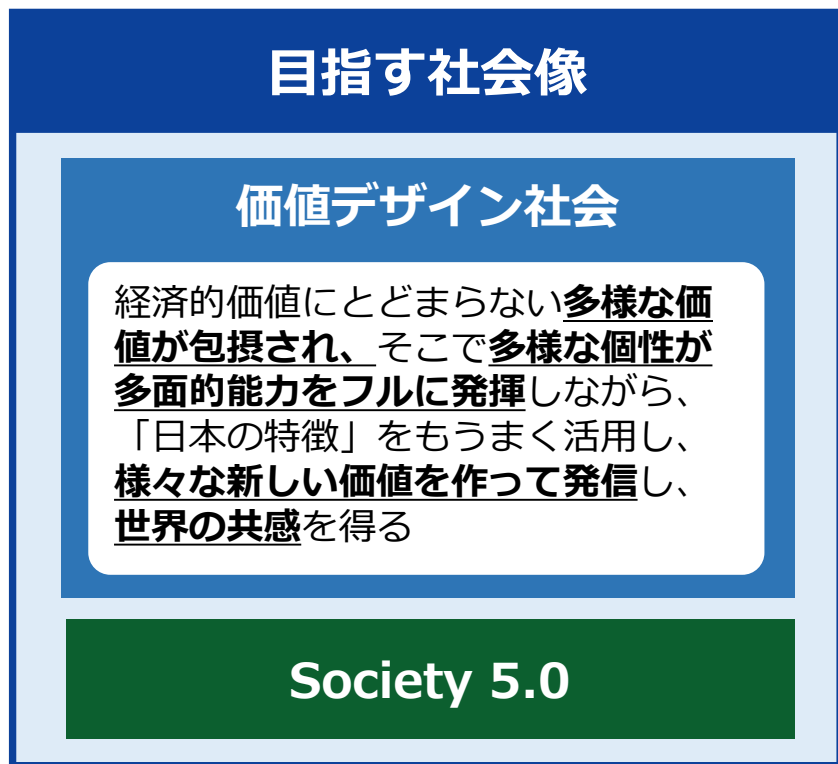 目指す社会像
価値デザイン社会
経済的価値にとどまらない多様な価
値が包摂され、そこで多様な個性が
多面的能力をフルに発揮しながら、
「日本の特徴」をもうまく活用し、
様々な新しい価値を作って発信し、
世界の共感を得る
Society 5.0